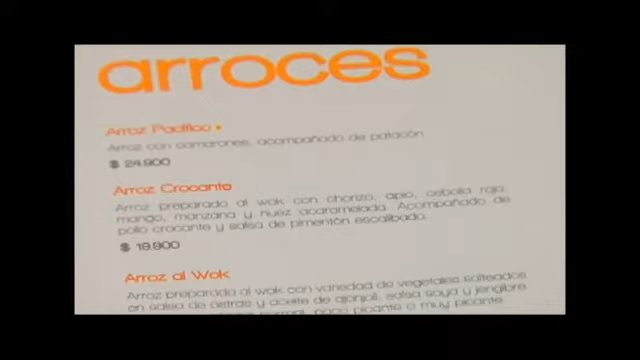 arroces
Arroz Pacífico
Arroz con camarones, acompañado de patacón
$ 24.900
Arroz Crocante
Arroz preparado al wok con chorizo, apio, cebolla roja,
mango, manzana y nuez acaramelada. Acompañado de
pollo crocante y salsa de pimentón escalibado.
$ 19.900
Arroz al Wok
Arroz preparado al wok con variedad de vegetales salteados
en salsa de ostras y aceite de ajonjolí, salsa soya y jengibre
poco picante o muy picante.